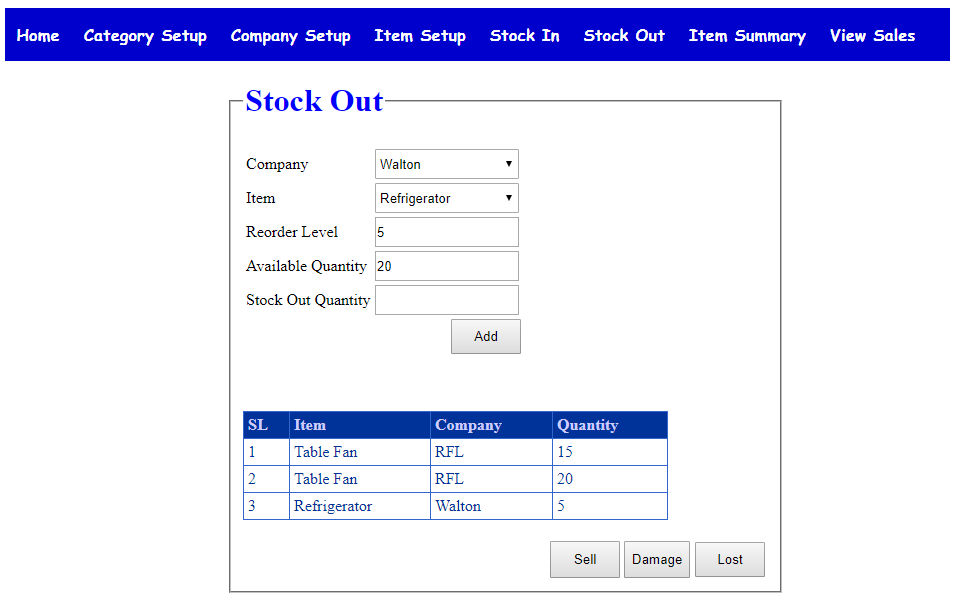 Home Category Setup Company Setup Item Setup Stock In Stock Out Item Summary View Sales
Stock Out
Company Walton
Item Refrigerator
Reorder Level 5
Available Quantity 20
Stock Out Quantity
Add
SL Item Company Quantity
1 Table Fan RFL 15
2 Table Fan RFL 20
3 Refrigerator Walton 5
Sell Damage Lost